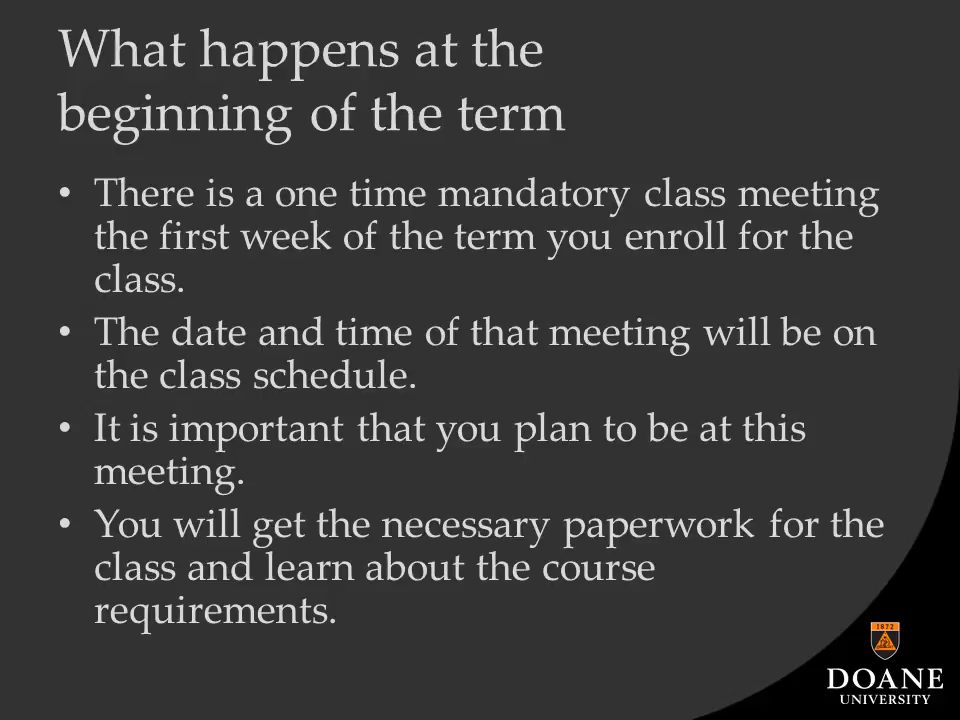 What happens at the
beginning of the term
• There is a one time mandatory class meeting
the first week of the term you enroll for the
class.
• The date and time of that meeting will be on
the class schedule.
• It is important that you plan to be at this
meeting.
• You will get the necessary paperwork for the
class and learn about the course
requirements.
1872
DOANE
UNIVERSITY